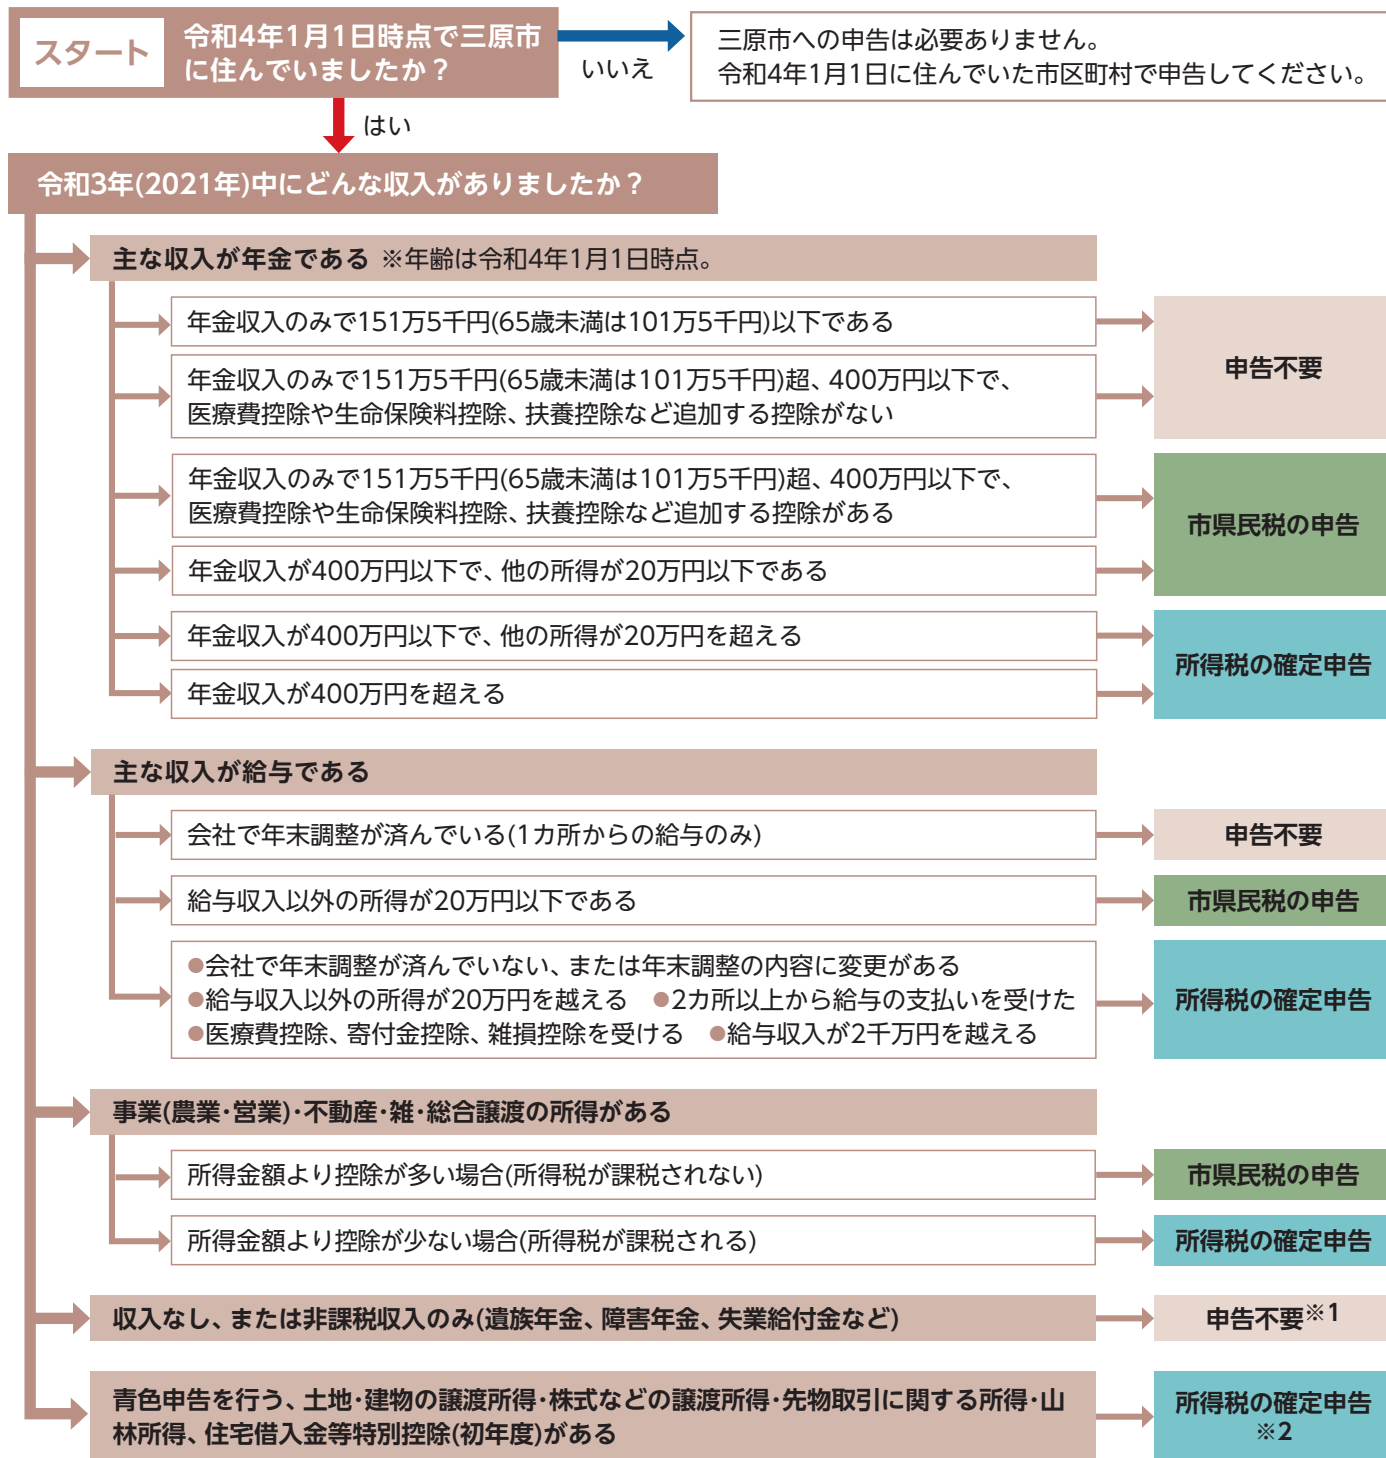 スタート
令和4年1月1日時点で三原市
に住んでいましたか？
いいえ
三原市への申告は必要ありません。
令和4年1月1日に住んでいた市区町村で申告してください。
はい
令和3年(2021年)中にどんな収入がありましたか？
主な収入が年金である ※年齢は令和4年1月1日時点。
年金収入のみで151万5千円(65歳未満は101万5千円)以下である
年金収入のみで151万5千円(65歳未満は101万5千円)超、400万円以下で、
医療費控除や生命保険料控除、扶養控除など追加する控除がない
申告不要
年金収入のみで151万5千円(65歳未満は101万5千円)超、400万円以下で、
医療費控除や生命保険料控除、扶養控除など追加する控除がある
年金収入が400万円以下で、他の所得が20万円以下である
市県民税の申告
年金収入が400万円以下で、他の所得が20万円を超える
年金収入が400万円を超える
所得税の確定申告
主な収入が給与である
会社で年末調整が済んでいる(1カ所からの給与のみ)
申告不要
給与収入以外の所得が20万円以下である
市県民税の申告
●会社で年末調整が済んでいない、または年末調整の内容に変更がある
●給与収入以外の所得が20万円を越える ●2カ所以上から給与の支払いを受けた
●医療費控除、寄付金控除、雑損控除を受ける ●給与収入が2千万円を越える
所得税の確定申告
事業(農業・営業)・不動産・雑・総合譲渡の所得がある
所得金額より控除が多い場合(所得税が課税されない)
市県民税の申告
所得金額より控除が少ない場合(所得税が課税される)
所得税の確定申告
収入なし、または非課税収入のみ(遺族年金、障害年金、失業給付金など)
申告不要※1
青色申告を行う、土地・建物の譲渡所得・株式などの譲渡所得・先物取引に関する所得・山
林所得、住宅借入金等特別控除(初年度)がある
所得税の確定申告
※2